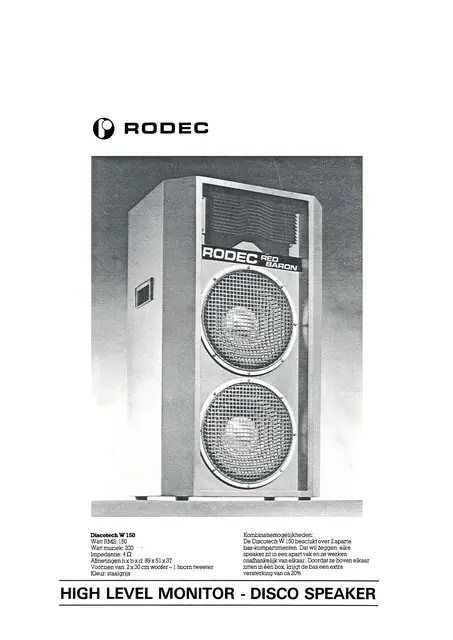 RODEC
RODEC RED BARON
Discotech W 150
Watt RMS: 150
Watt muziek: 200
Impedantie: 4 Ω
Afmetingen h x b x d: 89 x 51 x 37
Voorzien van: 2 x 30 cm woofer – 1 hoorn tweeter
Kleur: staalgrijs
Kombinatiemogelijkheden:
De Discotech W 150 beschikt over 2 aparte
bas-kompartimenten. Dat wil zeggen: elke
speaker zit in een apart vak en ze werken
onafhankelijk van elkaar. Doordat ze boven elkaar
zitten in één box, krijgt de bas een extra
versterking van ca 20%
HIGH LEVEL MONITOR - DISCO SPEAKER